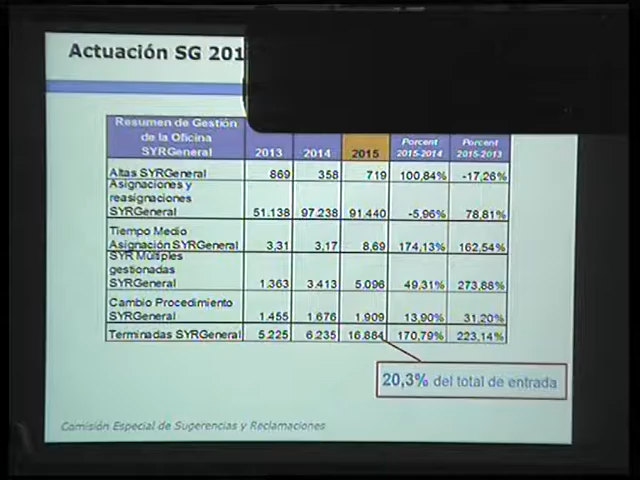 Actuación SG 201
Resumen de Gestión
de la Oficina
SYRGeneral 2013 2014 2015 Porcent 2015-2014 Porcent 2015-2013
Altas SYRGeneral 869 358 719 100,84% -17,26%
Asignaciones y
reasignaciones
SYRGeneral 51.138 97.238 91.440 -5,96% 78,81%
Tiempo Medio
Asignación SYRGeneral 3,31 3,17 8,69 174,13% 162,54%
SYR Múltiples
gestionadas
SYRGeneral 1.363 3.413 5.096 49,31% 273,88%
Cambio Procedimiento
SYRGeneral 1.455 1.676 1.909 13,90% 31,20%
Terminadas SYRGeneral 5.225 6.235 16.884 170,79% 223,14%
20,3% del total de entrada
Comisión Especial de Sugerencias y Reclamaciones